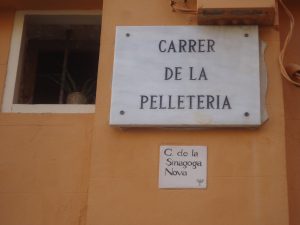 CARRER
DE LA
PELLETERIA
C. de la
Sinagoga
Nova